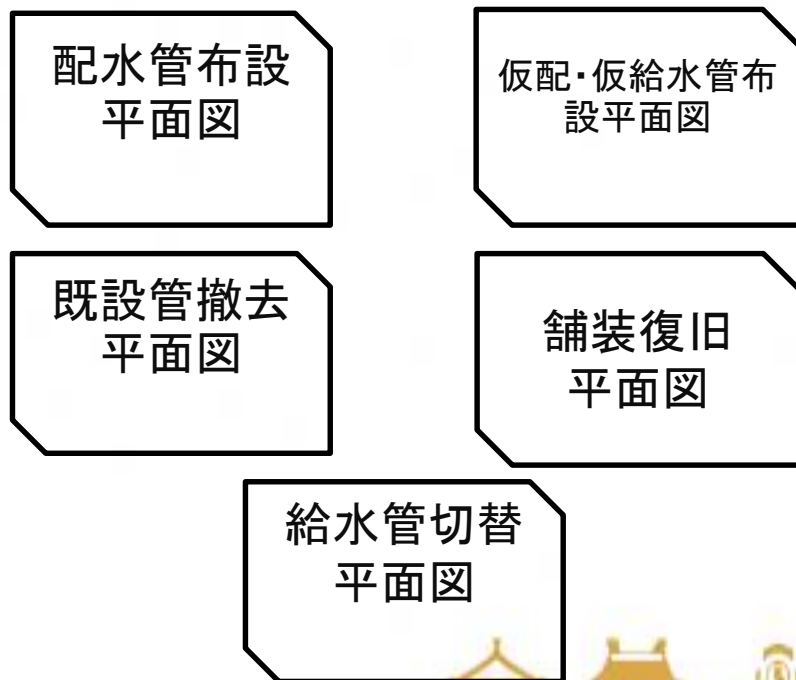 配水管布設
平面図
仮配・仮給水管布
設平面図
既設管撤去
平面図
舗装復旧
平面図
給水管切替
平面図